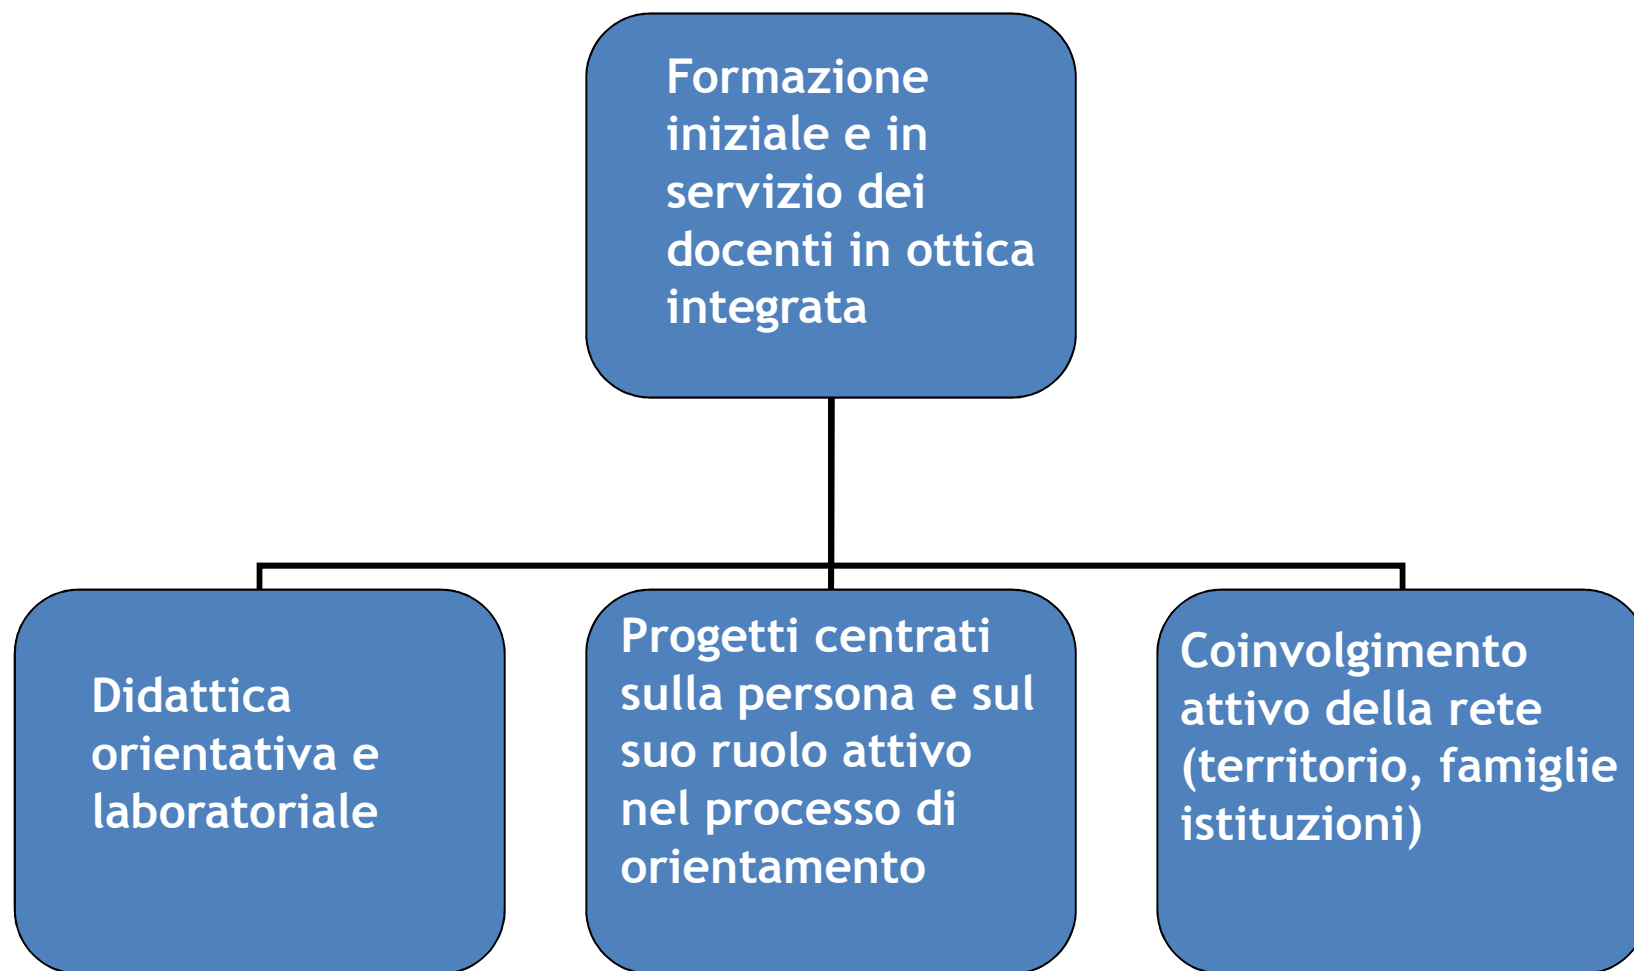 Formazione
iniziale e in
servizio dei
docenti in ottica
integrata
Didattica
orientativa e
laboratoriale
Progetti centrati
sulla persona e sul
suo ruolo attivo
nel processo di
orientamento
Coinvolgimento
attivo della rete
(territorio, famiglie
istituzioni)